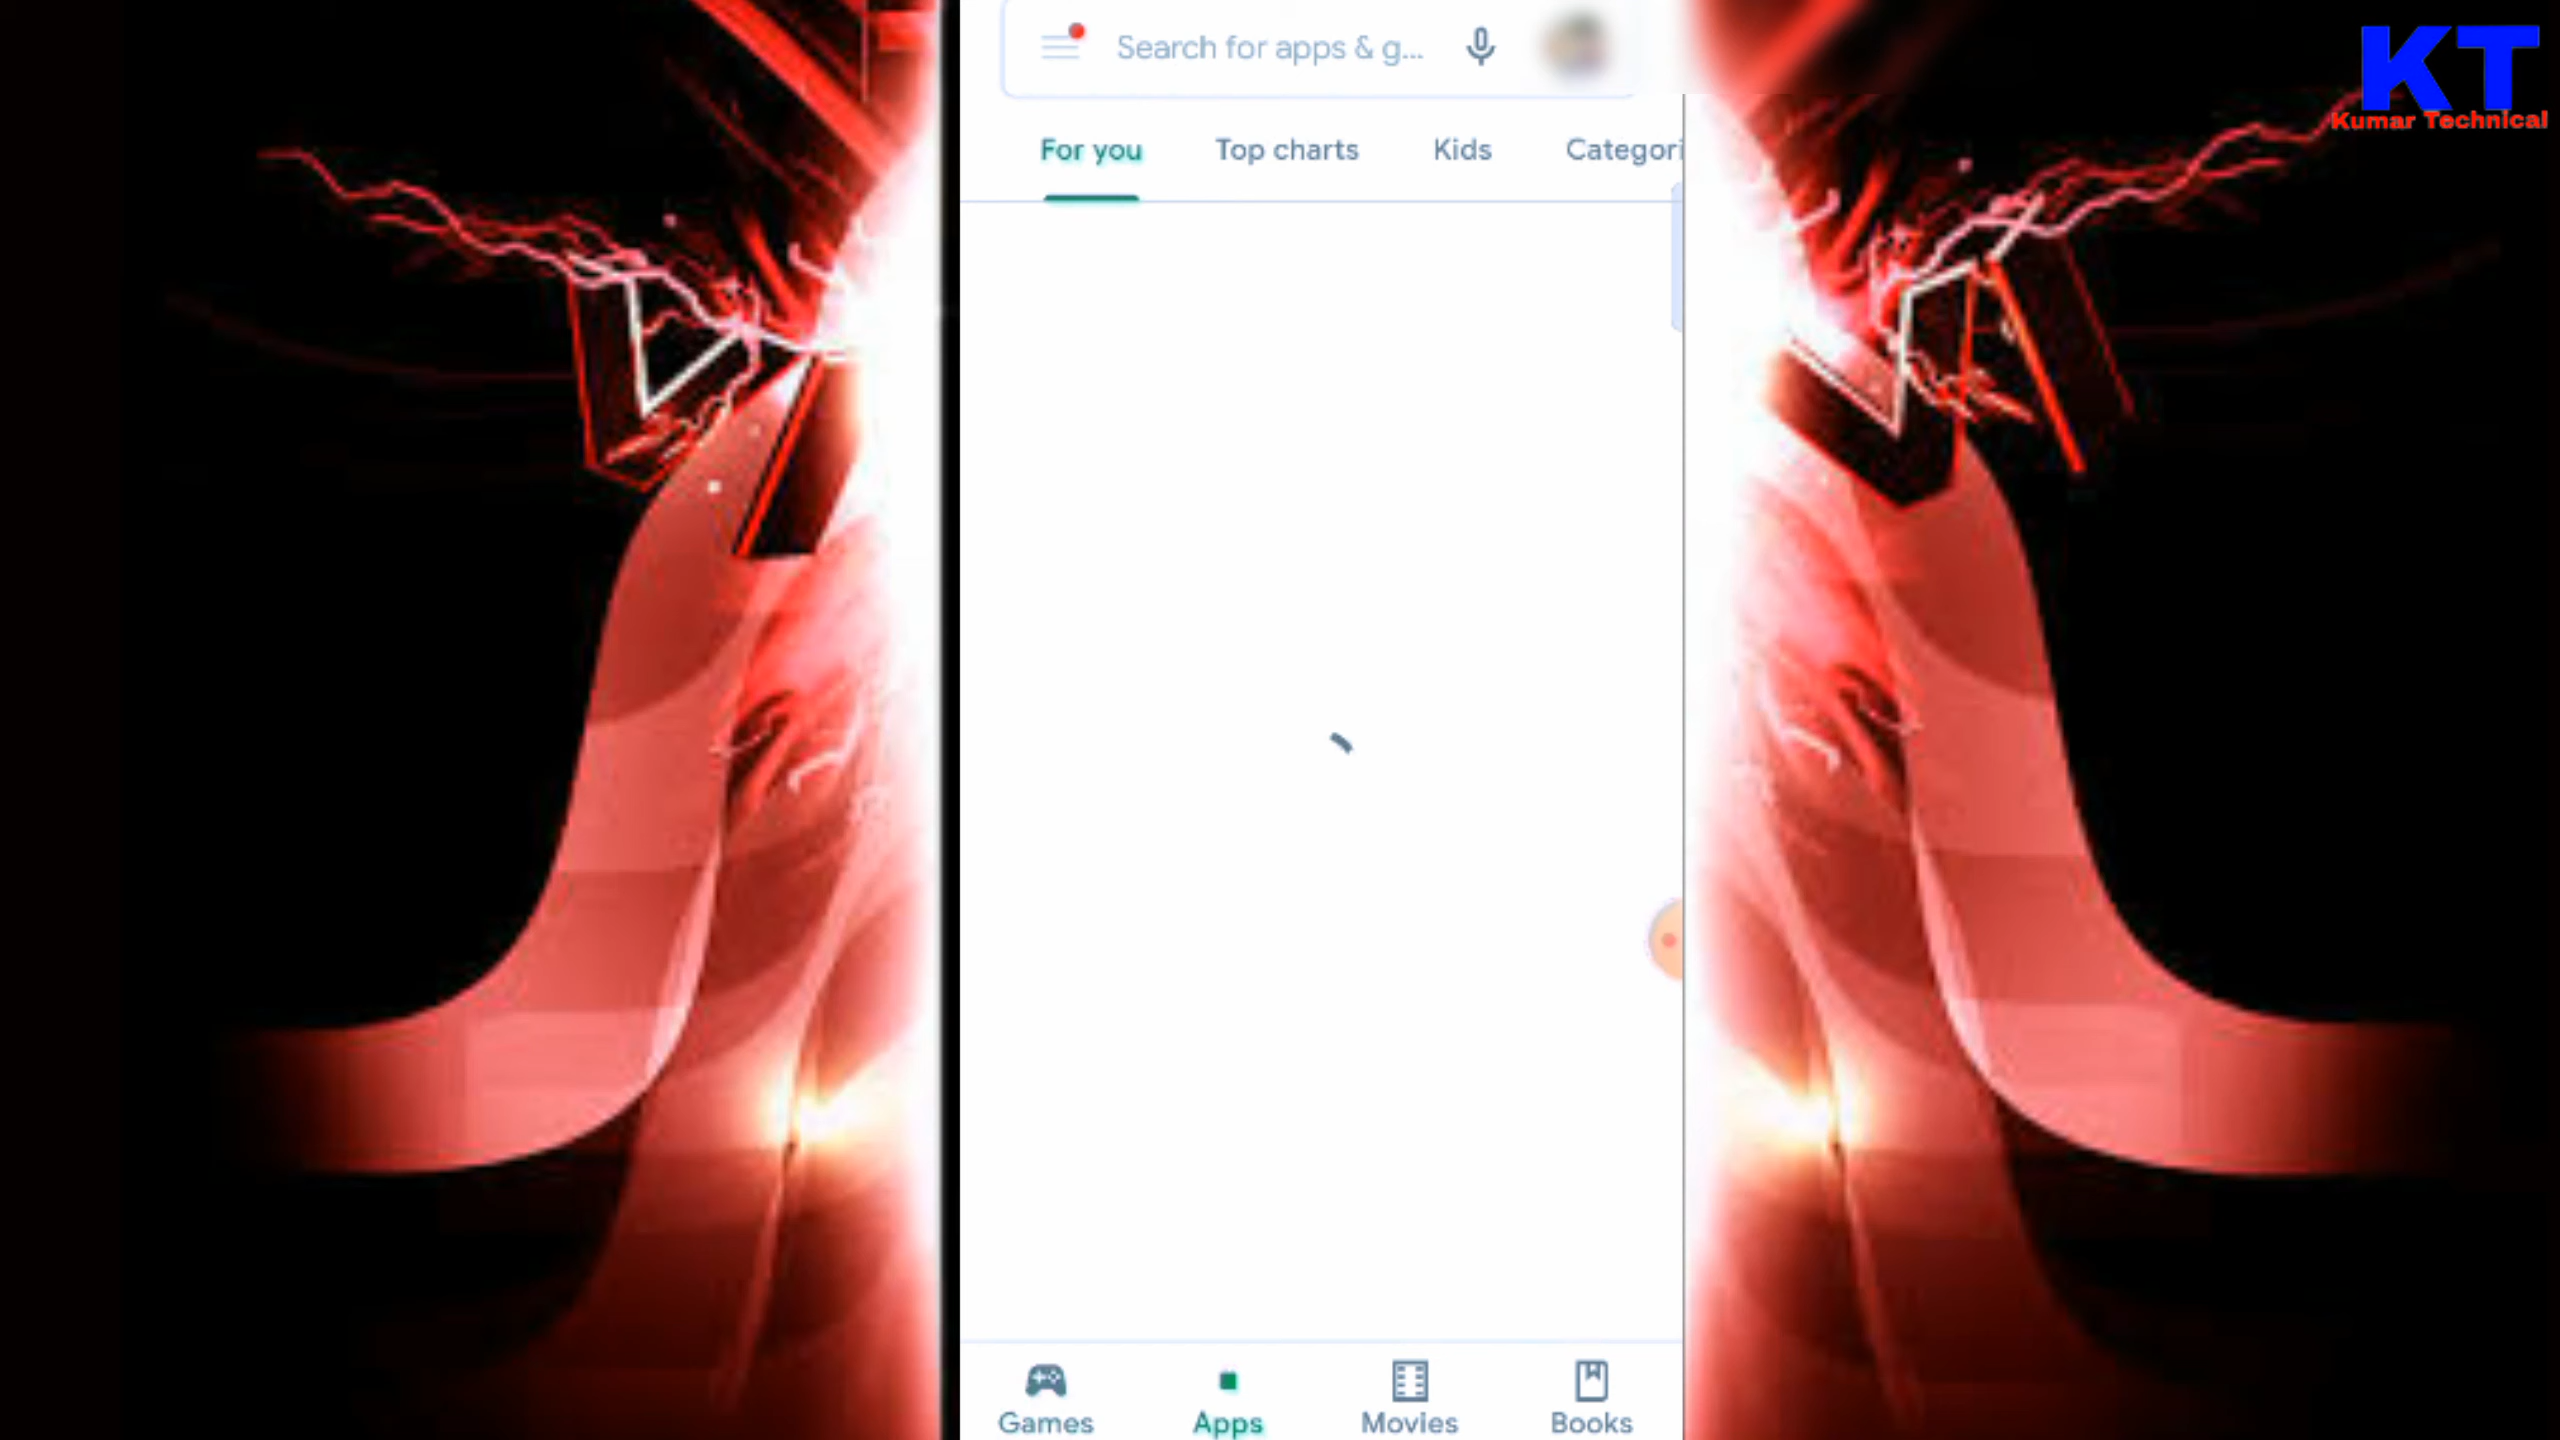 KT
Kumar Technical
Search for apps & g...
For you
Top charts
Kids
Categori
Games
Apps
Movies
Books